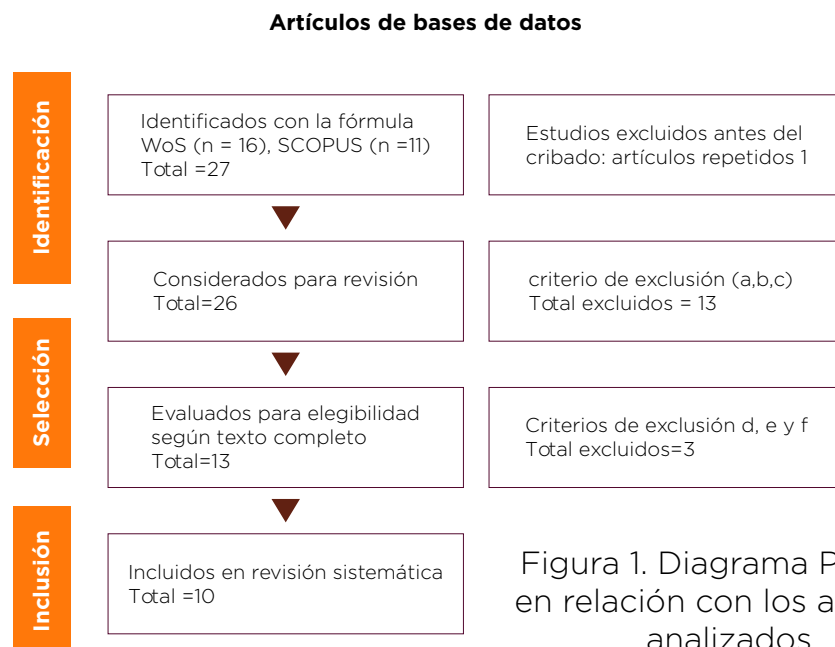 Artículos de bases de datos
Identificación
Identificados con la fórmula
WoS (n = 16), SCOPUS (n =11)
Total =27
Estudios excluidos antes del
cribado: artículos repetidos 1
Considerados para revisión
Total=26
criterio de exclusión (a,b,c)
Total excluidos = 13
Selección
Evaluados para elegibilidad
según texto completo
Total=13
Criterios de exclusión d, e y f
Total excluidos=3
Inclusión
Incluidos en revisión sistemática
Total =10
Figura 1. Diagrama
en relación con los
analizados